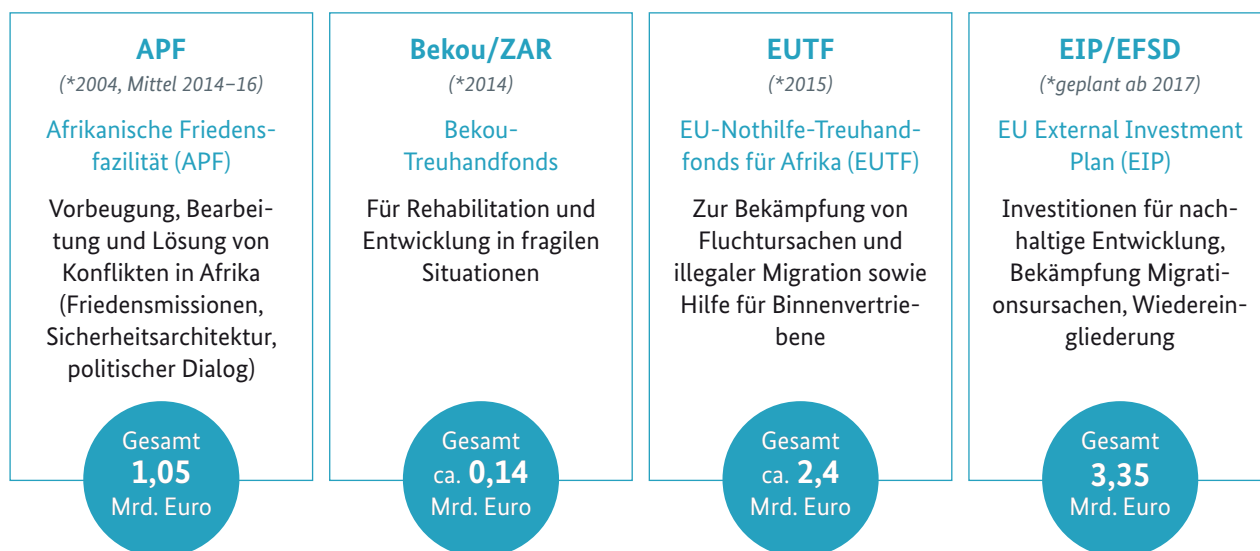 APF
(*2004, Mittel 2014–16)
Afrikanische Friedens-
fazilität (APF)
Vorbeugung, Bearbei-
tung und Lösung von
Konflikten in Afrika
(Friedensmissionen,
Sicherheitsarchitektur,
politischer Dialog)
Gesamt
1,05
Mrd. Euro
Bekou/ZAR
(*2014)
Bekou-
Treuhandfonds
Für Rehabilitation und
Entwicklung in fragilen
Situationen
Gesamt
ca. 0,14
Mrd. Euro
EUTF
(*2015)
EU-Nothilfe-Treuhand-
fonds für Afrika (EUTF)
Zur Bekämpfung von
Fluchtursachen und
illegaler Migration sowie
Hilfe für Binnenvertrie-
bene
Gesamt
ca. 2,4
Mrd. Euro
EIP/EFSD
(*geplant ab 2017)
EU External Investment
Plan (EIP)
Investitionen für nach-
haltige Entwicklung,
Bekämpfung Migrati-
onsursachen, Wiederein-
gliederung
Gesamt
3,35
Mrd. Euro